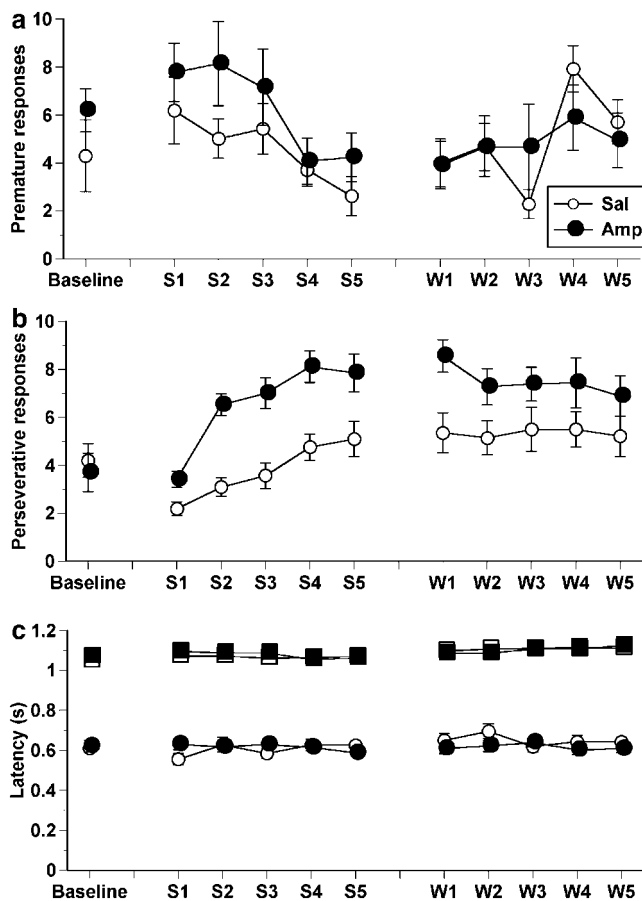 a
Premature responses
10
8
6
4
2
0
Baseline S1 S2 S3 S4 S5 W1 W2 W3 W4 W5
Sal
Amp
b
Perseverative responses
10
8
6
4
2
0
Baseline S1 S2 S3 S4 S5 W1 W2 W3 W4 W5
c
Latency (s)
1.2
1
0.8
0.6
0.4
0.2
0
Baseline S1 S2 S3 S4 S5 W1 W2 W3 W4 W5